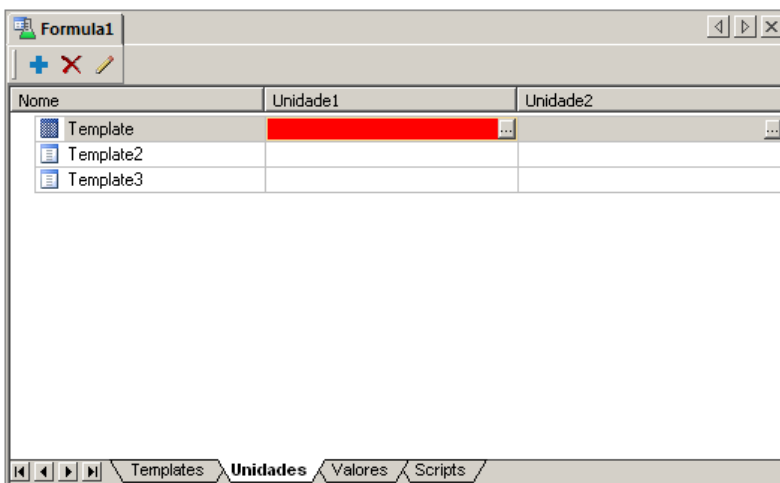 Formula1
Nome Unidade1 Unidade2
Template ... ...
Template2
Template3
Templates Unidades Valores Scripts